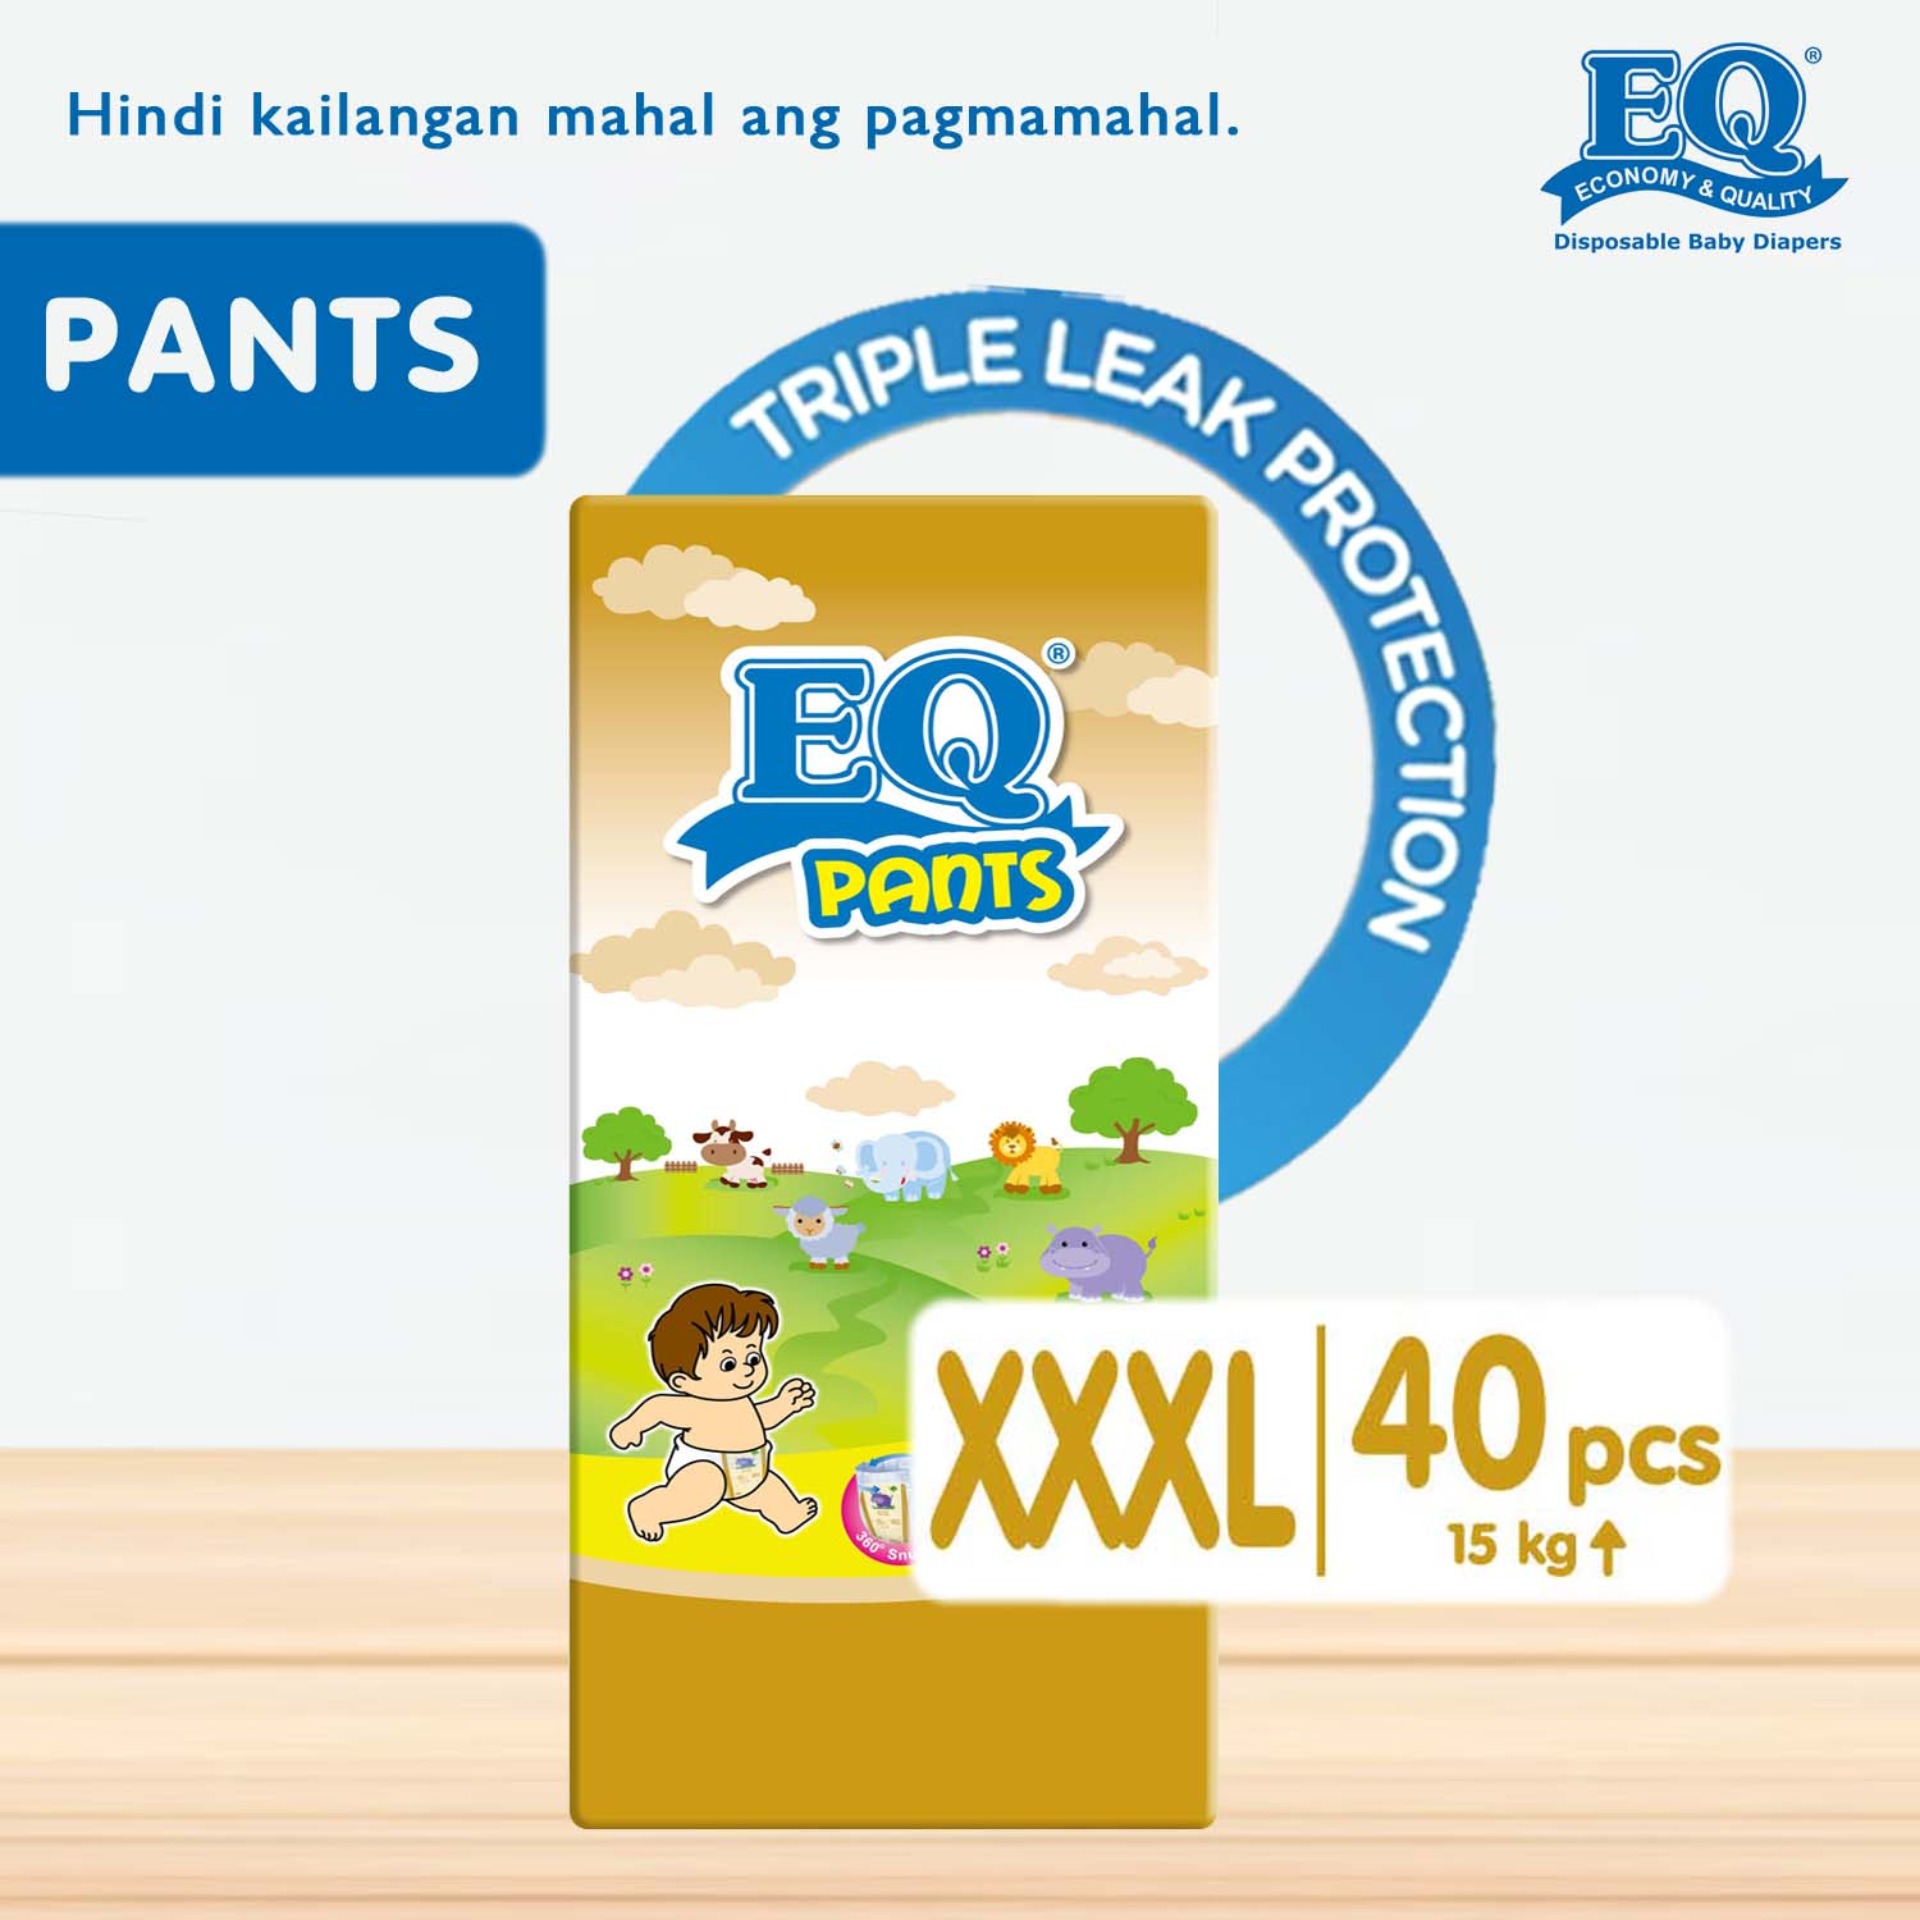 Hindi kailangan mahal ang pagmamahal.
EQ®
ECONOMY & QUALITY
Disposable Baby Diapers
PANTS
TRIPLE LEAK PROTECTION
EQ®
PANTS
XXXL
40 pcs
15 kg
360°